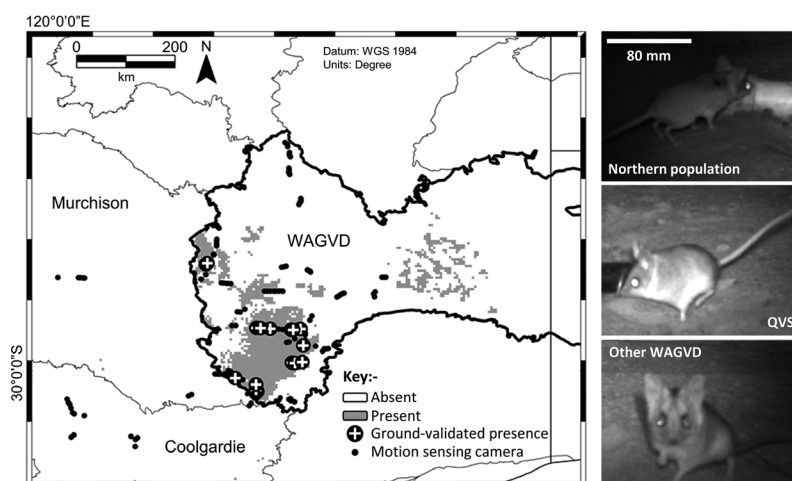 120°0'0"E
0 200
km
N
Datum: WGS 1984
Units: Degree
Murchison
WAGVD
30°0'0"S
Coolgardie
Key:-
Absent
Present
Ground-validated presence
Motion sensing camera
80 mm
Northern population
QVS
Other WAGVD